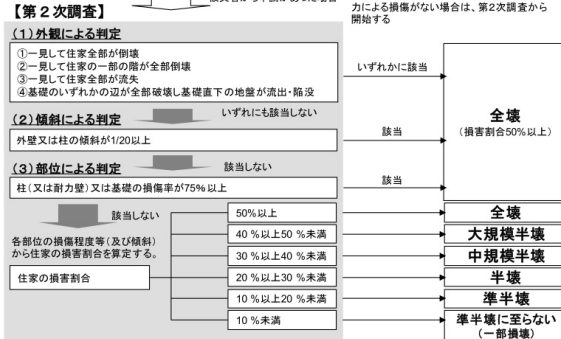 【第２次調査】
力による損傷がない場合は、第2次調査から
開始する
（１）外観による判定
①一見して住家全部が倒壊
②一見して住家の一部の階が全部倒壊
③一見して住家全部が流失
④基礎のいずれかの辺が全部破壊し基礎直下の地盤が流出・陥没
いずれかに該当
全壊
（損害割合50%以上）
（２）傾斜による判定
いずれにも該当しない
外壁又は柱の傾斜が1/20以上
該当
（３）部位による判定
該当しない
柱（又は耐力壁）又は基礎の損傷率が75%以上
該当
該当しない
各部位の損傷程度等（及び傾斜）
から住家の損害割合を算定する。
住家の損害割合
50%以上
全壊
40 %以上50 %未満
大規模半壊
30 %以上40 %未満
中規模半壊
20 %以上30 %未満
半壊
10 %以上20 %未満
準半壊
10 %未満
準半壊に至らない
（一部損壊）